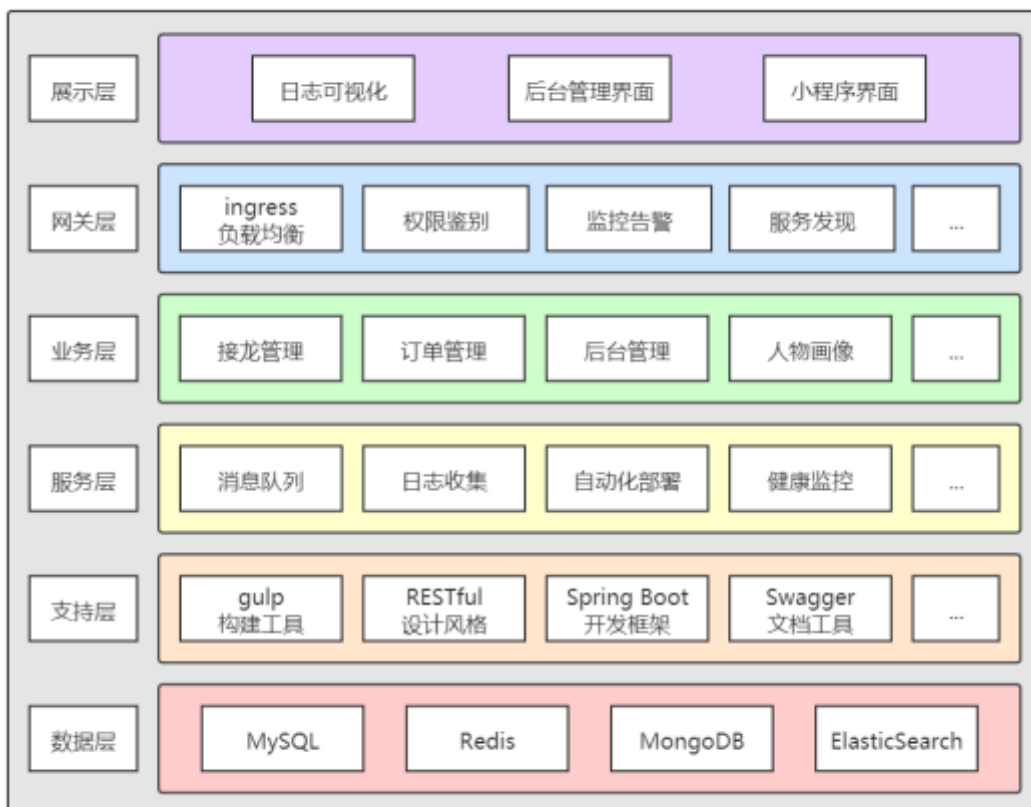 展示层
日志可视化
后台管理界面
小程序界面
网关层
ingress
负载均衡
权限鉴别
监控告警
服务发现
...
业务层
接龙管理
订单管理
后台管理
人物画像
...
服务层
消息队列
日志收集
自动化部署
健康监控
...
支持层
gulp
构建工具
RESTful
设计风格
Spring Boot
开发框架
Swagger
文档工具
...
数据层
MySQL
Redis
MongoDB
ElasticSearch